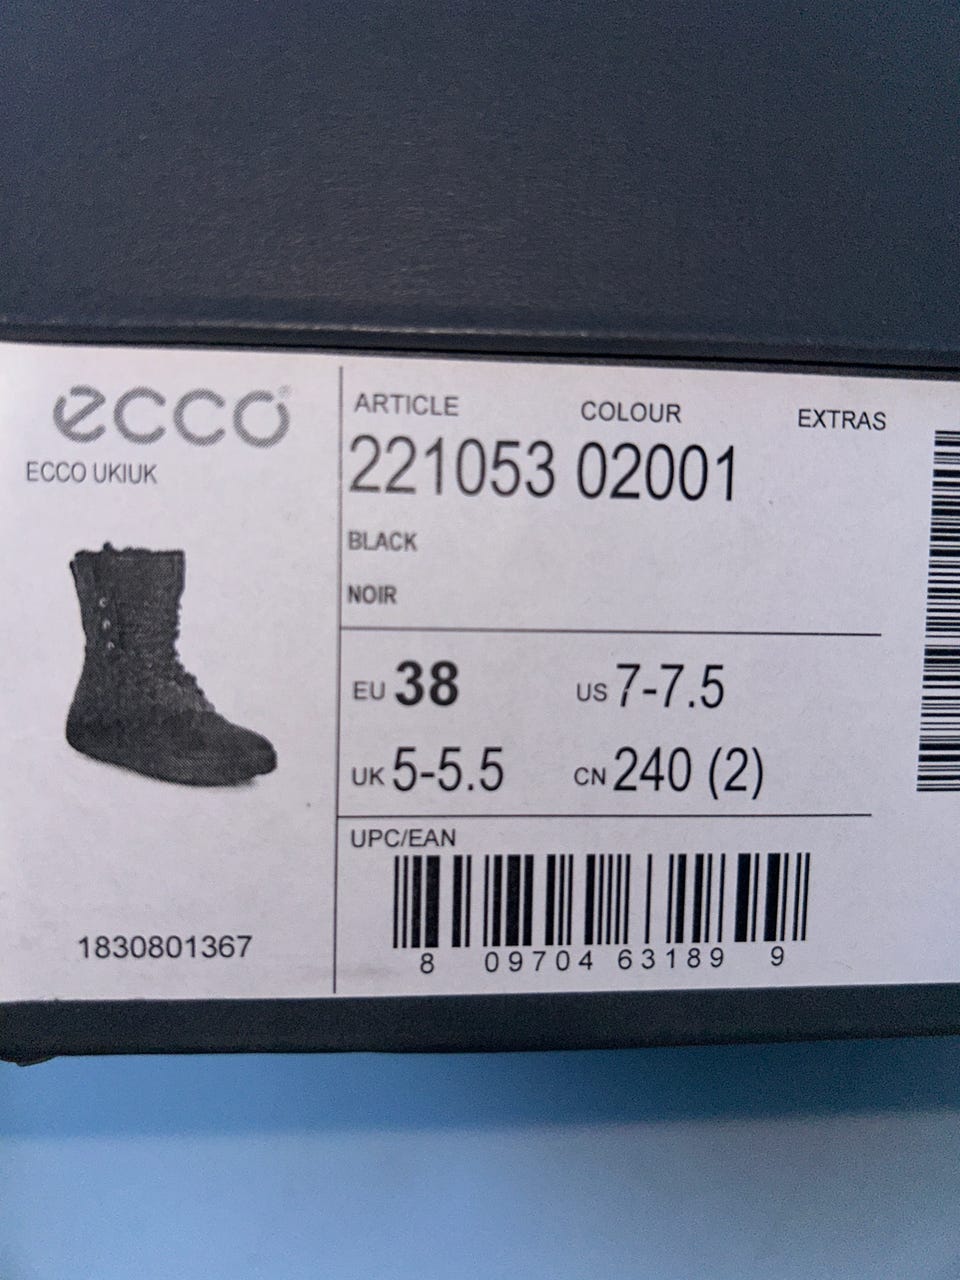 ecco
ECCO UKIUK
1830801367
ARTICLE COLOUR EXTRAS
221053 02001
BLACK
NOIR
EU 38 US 7-7.5
UK 5-5.5 CN 240 (2)
UPC/EAN
8 09704 63189 9